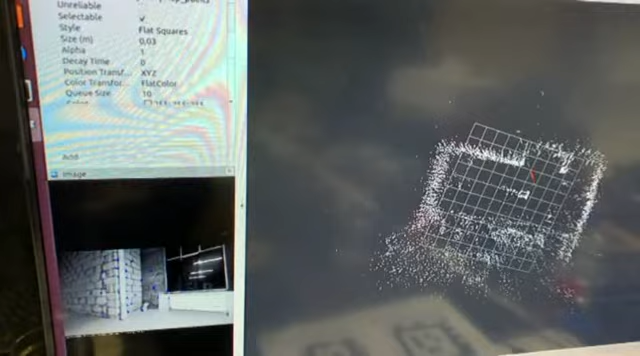 Unreliable
Selectable ✓
Style Flat Squares
Size (m) 0.03
Alpha 1
Decay Time 0
Position Transf... XYZ
Color Transfor... FlatColor
Queue Size 10
Add
Image